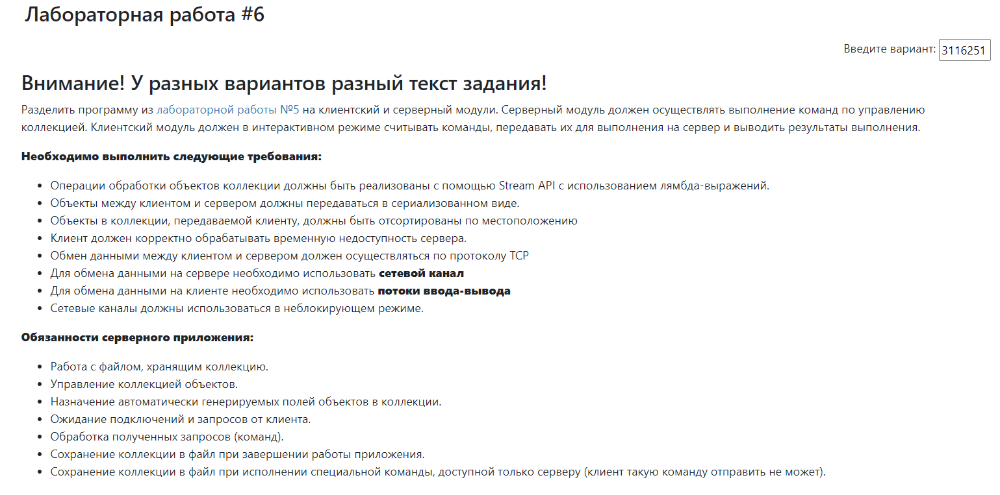 Лабораторная работа #6
Введите вариант: 3116251
Внимание! У разных вариантов разный текст задания!
Разделить программу из лабораторной работы №5 на клиентский и серверный модули. Серверный модуль должен осуществлять выполнение команд по управлению
коллекцией. Клиентский модуль должен в интерактивном режиме считывать команды, передавать их для выполнения на сервер и выводить результаты выполнения.
Необходимо выполнить следующие требования:
• Операции обработки объектов коллекции должны быть реализованы с помощью Stream API с использованием лямбда-выражений.
• Объекты между клиентом и сервером должны передаваться в сериализованном виде.
• Объекты в коллекции, передаваемой клиенту, должны быть отсортированы по местоположению
• Клиент должен корректно обрабатывать временную недоступность сервера.
• Обмен данными между клиентом и сервером должен осуществляться по протоколу TCP
• Для обмена данными на сервере необходимо использовать сетевой канал
• Для обмена данными на клиенте необходимо использовать потоки ввода-вывода
• Сетевые каналы должны использоваться в неблокирующем режиме.
Обязанности серверного приложения:
• Работа с файлом, хранящим коллекцию.
• Управление коллекцией объектов.
• Назначение автоматически генерируемых полей объектов в коллекции.
• Ожидание подключений и запросов от клиента.
• Обработка полученных запросов (команд).
• Сохранение коллекции в файл при завершении работы приложения.
• Сохранение коллекции в файл при исполнении специальной команды, доступной только серверу (клиент такую команду отправить не может).